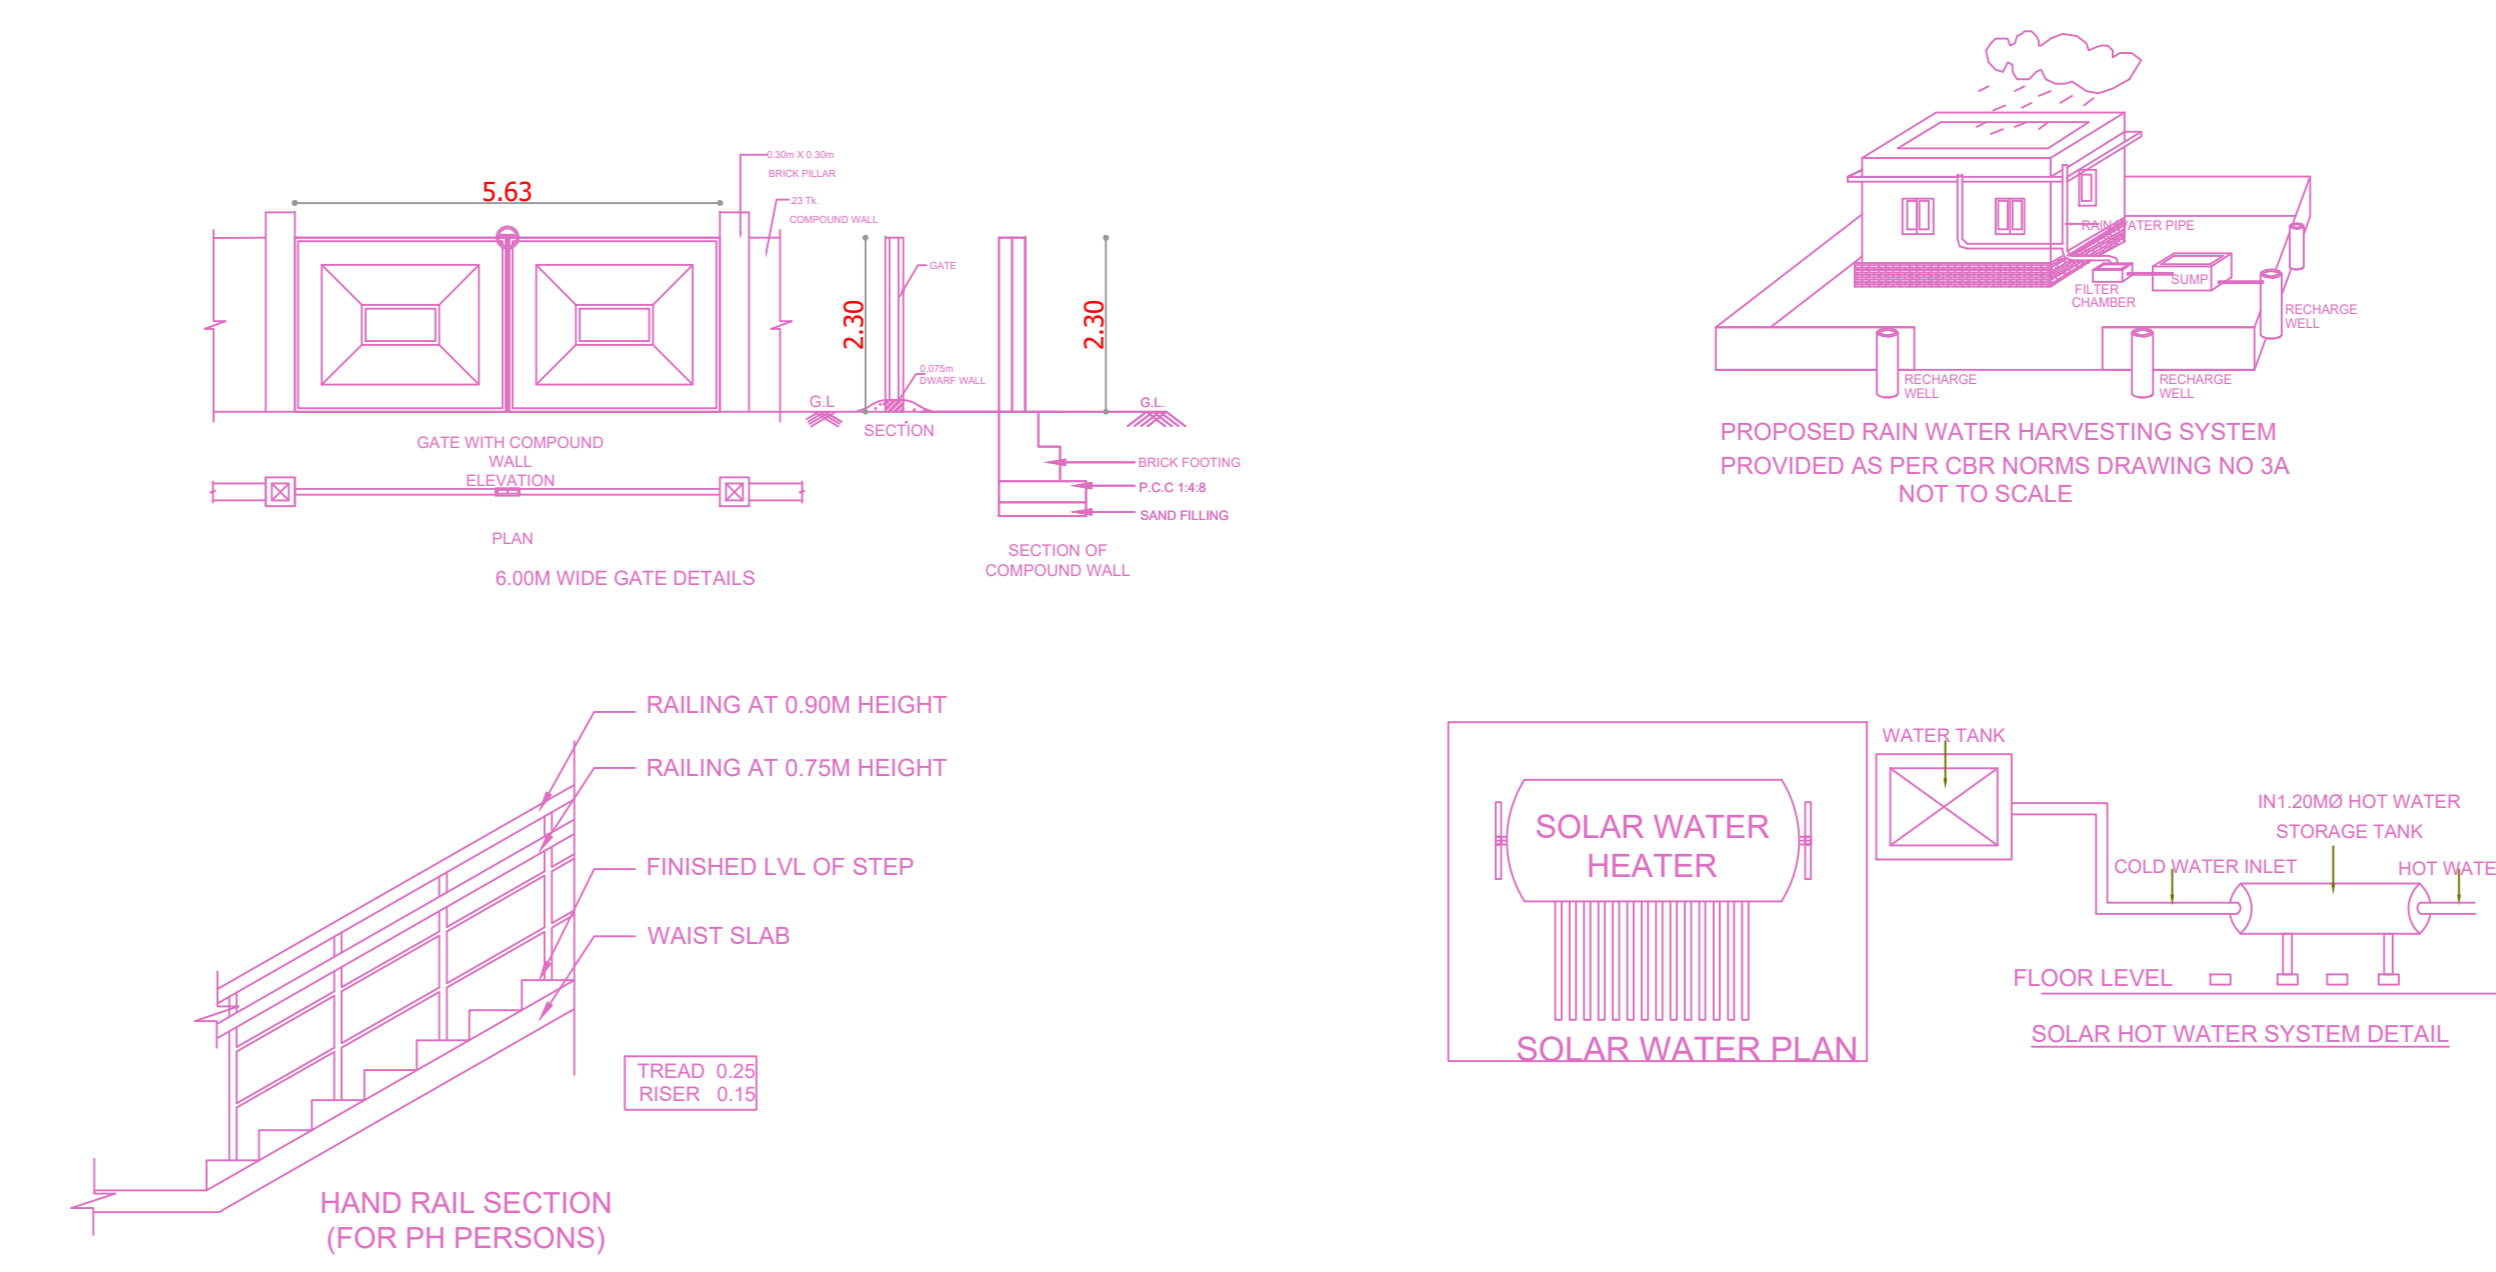 5.63
0.30m X 0.30m
BRICK PILLAR
.23 Tk.
COMPOUND WALL
2.30
GATE
0.075m
DWARF WALL
G.L
SECTION
2.30
G.L.
BRICK FOOTING
P.C.C 1:4:8
SAND FILLING
SECTION OF
COMPOUND WALL
GATE WITH COMPOUND
WALL
ELEVATION
PLAN
6.00M WIDE GATE DETAILS
RAIN WATER PIPE
FILTER
CHAMBER
SUMP
RECHARGE
WELL
RECHARGE
WELL
RECHARGE
WELL
PROPOSED RAIN WATER HARVESTING SYSTEM
PROVIDED AS PER CBR NORMS DRAWING NO 3A
NOT TO SCALE
RAILING AT 0.90M HEIGHT
RAILING AT 0.75M HEIGHT
FINISHED LVL OF STEP
WAIST SLAB
TREAD 0.25
RISER 0.15
HAND RAIL SECTION
(FOR PH PERSONS)
SOLAR WATER
HEATER
SOLAR WATER PLAN
WATER TANK
IN1.20MØ HOT WATER
STORAGE TANK
COLD WATER INLET
HOT WATE
FLOOR LEVEL
SOLAR HOT WATER SYSTEM DETAIL